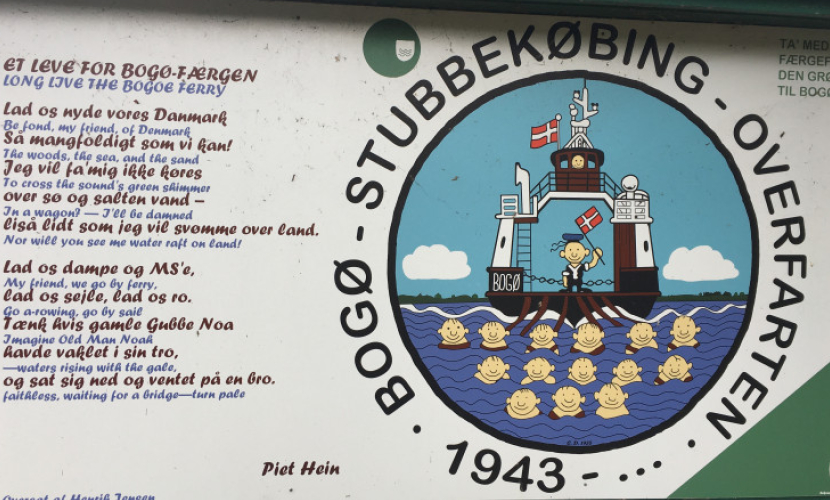 ET LEVE FOR BOGØ-FÆRGEN
LONG LIVE THE BOGOE FERRY
Lad os nyde vores Danmark
Be fond, my friend, of Denmark
Så mangfoldigt som vi kan!
The woods, the sea, and the sand
Jeg vil fa'mig ikke køres
To cross the sound's green shimmer
over sø og salten vand –
In a wagon? — I'll be damned
liså lidt som jeg vil svømme over land.
Nor will you see me water raft on land!
Lad os dampe og MS'e,
My friend, we go by ferry,
lad os sejle, lad os ro.
Go a-rowing, go by sail
Tænk hvis gamle Gubbe Noa
Imagine Old Man Noah
havde vaklet i sin tro,
—waters rising with the gale,
og sat sig ned og ventet på en bro.
faithless, waiting for a bridge—turn pale
Piet Hein
Oversat af Henrik Jensen
BOGØ - STUBBEKØBING - OVERFARTEN
1943 - ...
BOGØ
TA' MED
FÆRGEF
DEN GRØ
TIL BOGØ